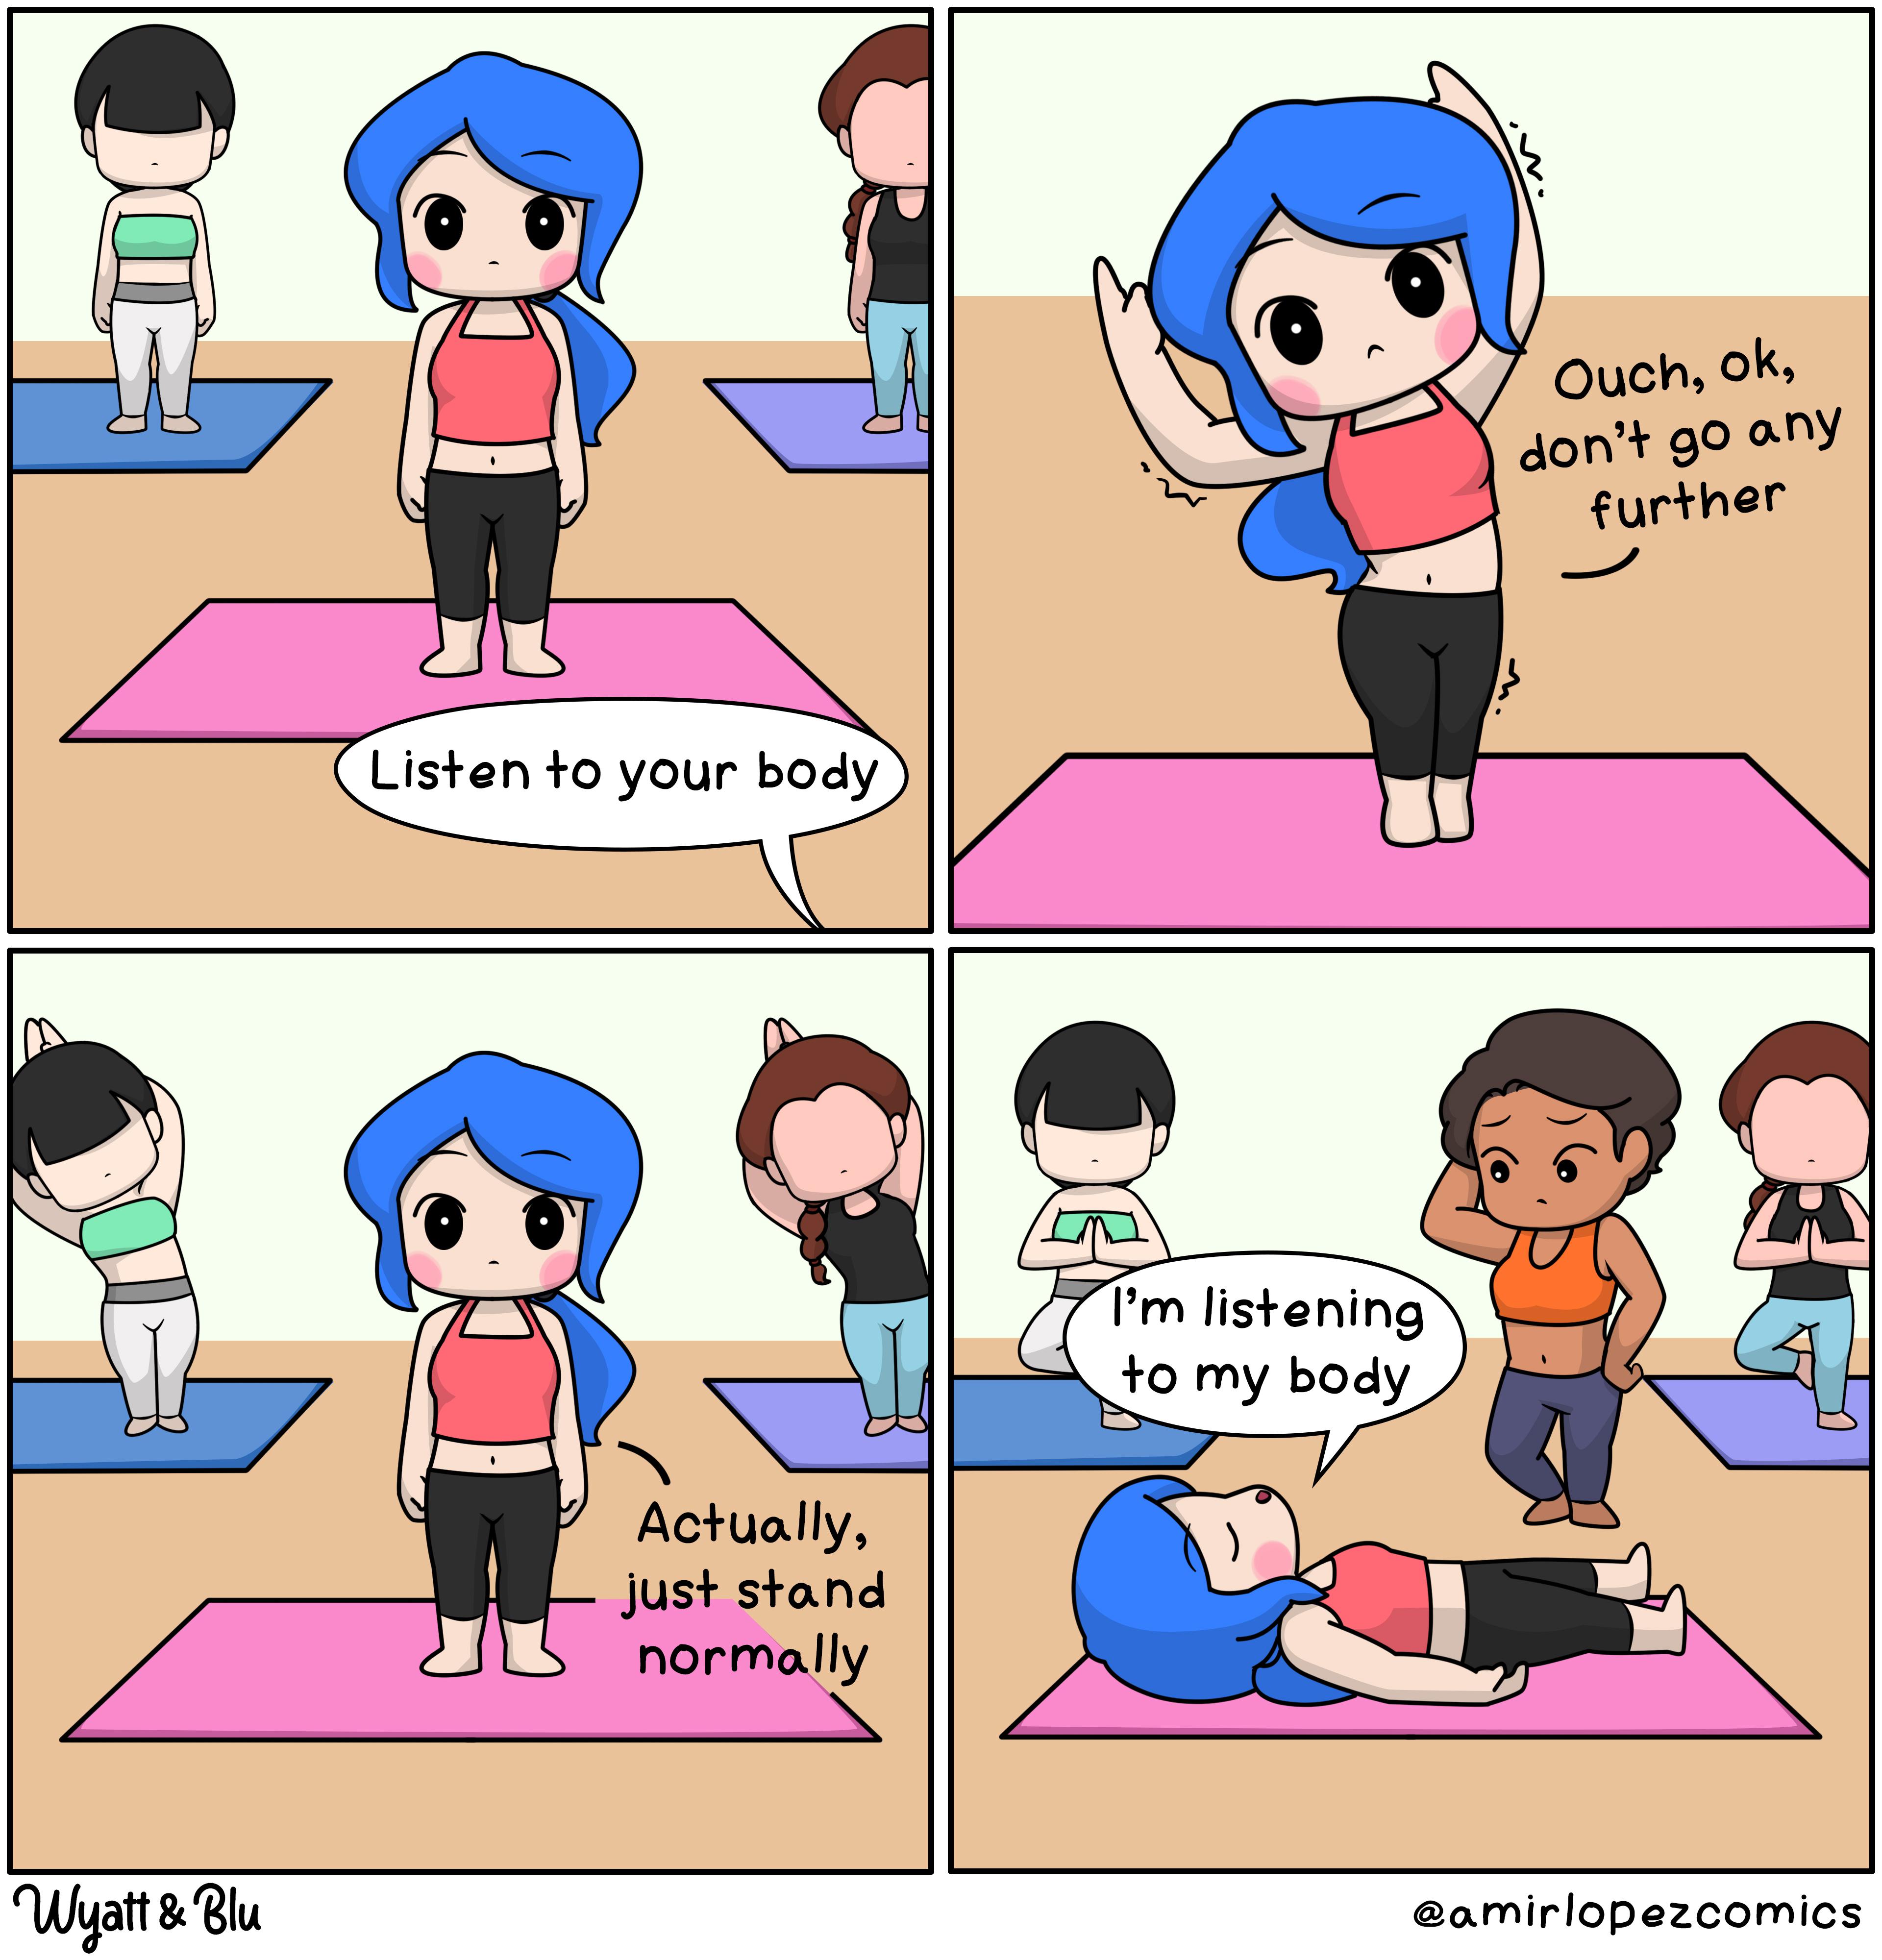 Listen to your body
Ouch, ok,
don't go any
further
Actually,
just stand
normally
I'm listening
to my body
Wyatt & Blu
@amirlopezcomics